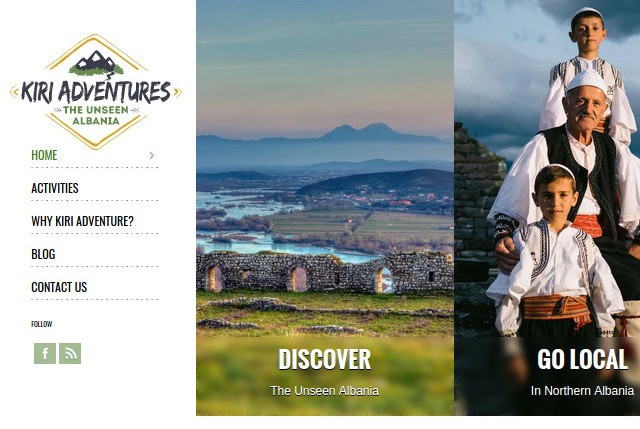 KIRI ADVENTURES
THE UNSEEN
ALBANIA
HOME
ACTIVITIES
WHY KIRI ADVENTURE?
BLOG
CONTACT US
FOLLOW
f
DISCOVER
The Unseen Albania
GO LOCAL
In Northern Albania